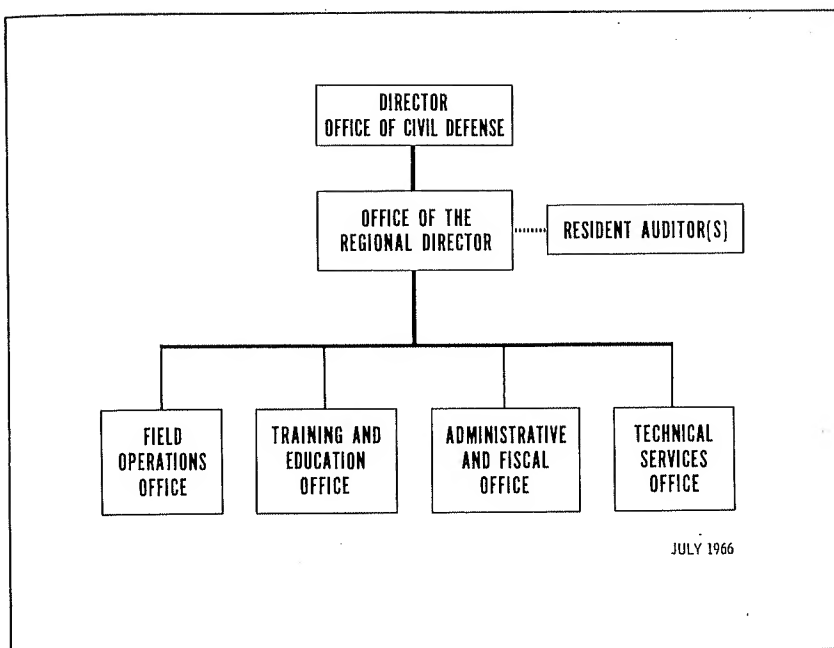 DIRECTOR
OFFICE OF CIVIL DEFENSE
OFFICE OF THE
REGIONAL DIRECTOR
RESIDENT AUDITOR(S)
FIELD
OPERATIONS
OFFICE
TRAINING AND
EDUCATION
OFFICE
ADMINISTRATIVE
AND FISCAL
OFFICE
TECHNICAL
SERVICES
OFFICE
JULY 1966